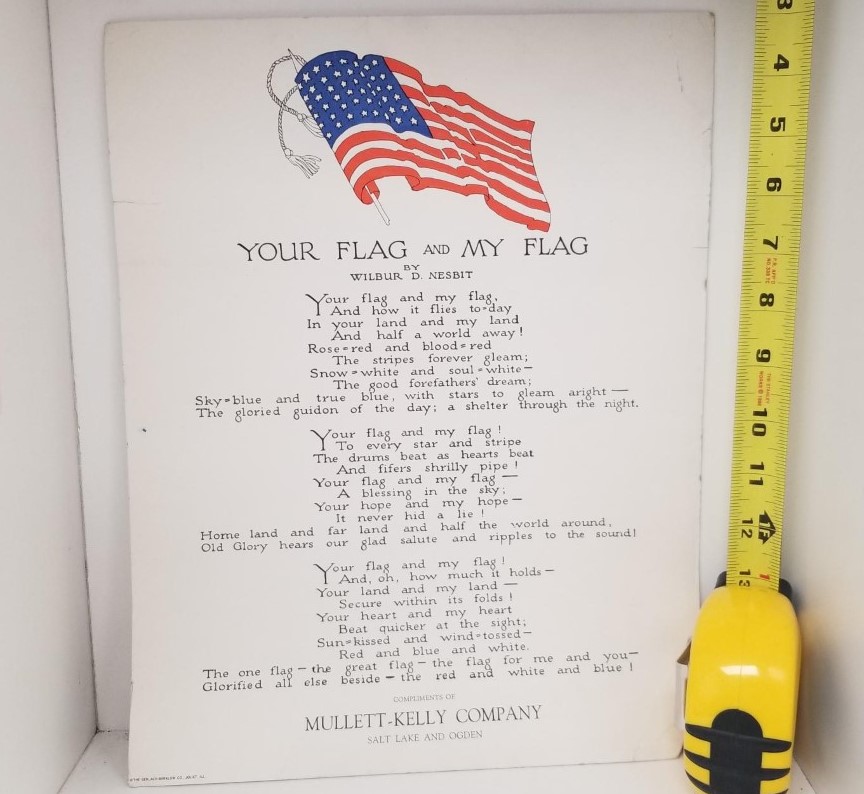 YOUR FLAG AND MY FLAG
BY
WILBUR D. NESBIT
Your flag and my flag,
And how it flies to=day
In your land and my land
And half a world away!
Rose=red and blood=red
The stripes forever gleam;
Snow=white and soul=white—
The good forefathers' dream;
Sky=blue and true blue, with stars to gleam aright—
The gloried guidon of the day; a shelter through the night.
Your flag and my flag!
To every star and stripe
The drums beat as hearts beat
And fifers shrilly pipe!
Your flag and my flag—
A blessing in the sky;
Your hope and my hope—
It never hid a lie!
Home land and far land and half the world around,
Old Glory hears our glad salute and ripples to the sound!
Your flag and my flag!
And, oh, how much it holds—
Your land and my land—
Secure within its folds!
Your heart and my heart
Beat quicker at the sight;
Sun=kissed and wind=tossed—
Red and blue and white.
The one flag—the great flag—the flag for me and you—
Glorified all else beside—the red and white and blue!
COMPLIMENTS OF
MULLETT-KELLY COMPANY
SALT LAKE AND OGDEN
3
4
5
6
7
8
9
10
11
12
13